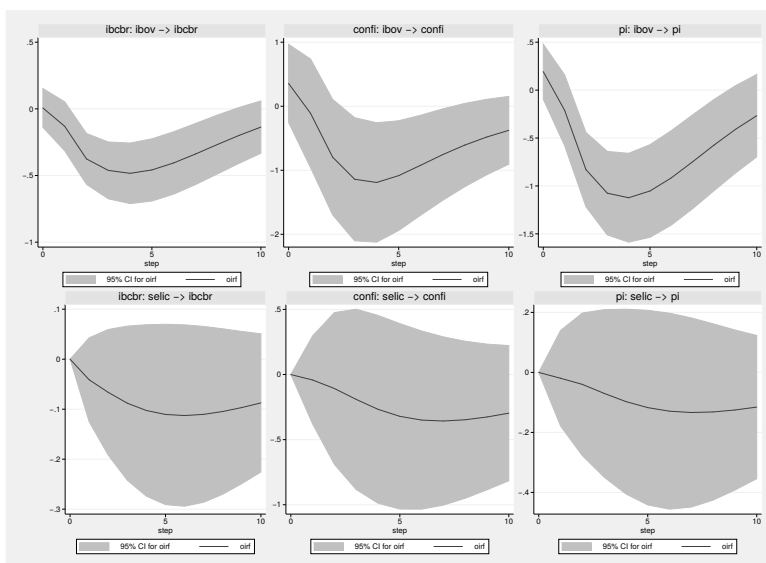 ibcbr: ibov −> ibcbr
.5
0
−.5
−1
0
5
10
step
95% CI for oirf
oirf
confi: ibov −> confi
1
0
−1
−2
0
5
10
step
95% CI for oirf
oirf
pi: ibov −> pi
.5
0
−.5
−1
−1.5
0
5
10
step
95% CI for oirf
oirf
ibcbr: selic −> ibcbr
.1
0
−.1
−.2
−.3
0
5
10
step
95% CI for oirf
oirf
confi: selic −> confi
.5
0
−.5
−1
0
5
10
step
95% CI for oirf
oirf
pi: selic −> pi
.2
0
−.2
−.4
0
5
10
step
95% CI for oirf
oirf